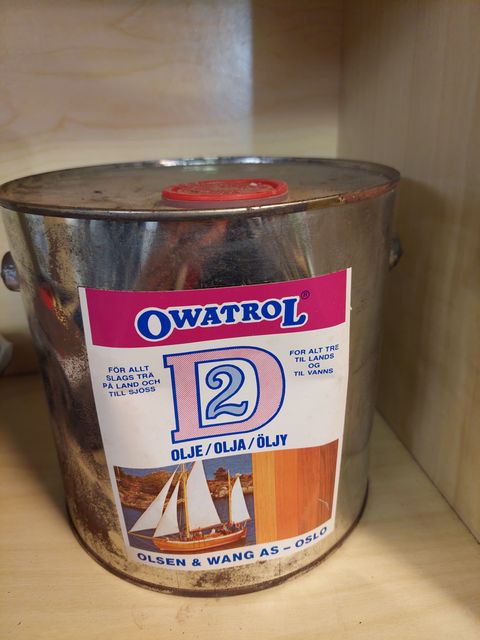 OWATROL®
FÖR ALLT
SLAGS TRÄ
PÅ LAND OCH
TILL SJÖSS
D2
FOR ALT TRE
TIL LANDS
OG
TIL VANNS
OLJE/OLJA/ÖLJY
OLSEN & WANG AS – OSLO